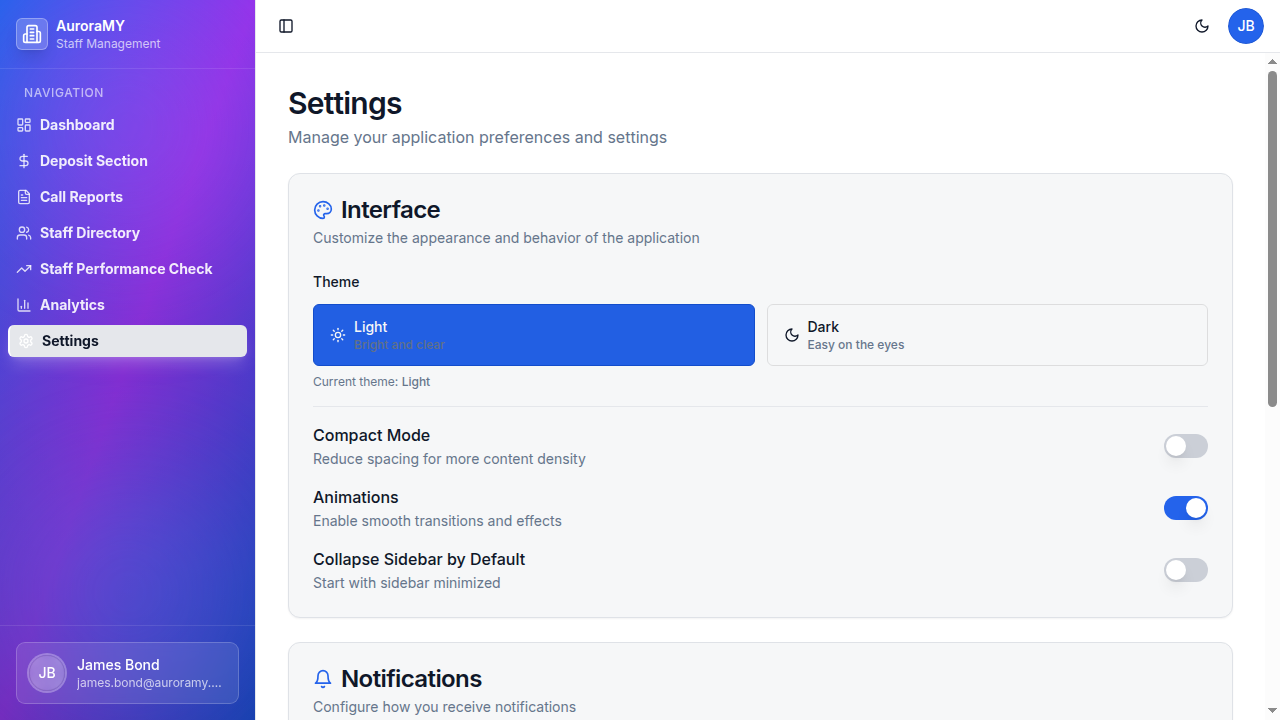 AuroraMY
Staff Management
NAVIGATION
Dashboard
Deposit Section
Call Reports
Staff Directory
Staff Performance Check
Analytics
Settings
JB
James Bond
james.bond@auroramy....
JB
Settings
Manage your application preferences and settings
Interface
Customize the appearance and behavior of the application
Theme
Light
Bright and clear
Dark
Easy on the eyes
Current theme: Light
Compact Mode
Reduce spacing for more content density
Animations
Enable smooth transitions and effects
Collapse Sidebar by Default
Start with sidebar minimized
Notifications
Configure how you receive notifications